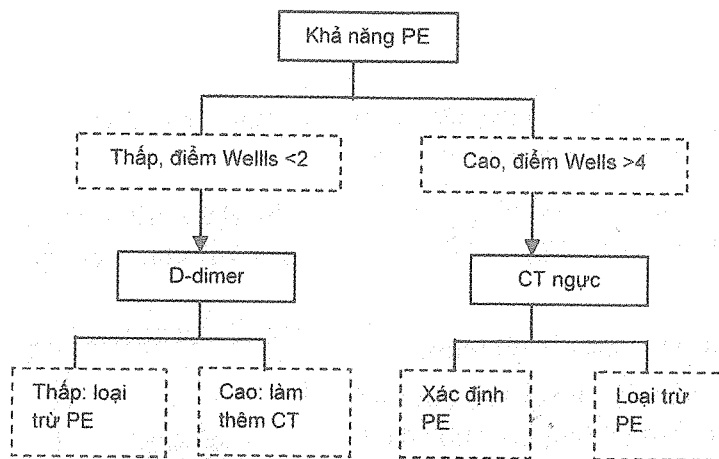 Khả năng PE
Thấp, điểm Wellls <2
Cao, điểm Wells >4
D-dimer
CT ngực
Thấp: loại
trừ PE
Cao: làm
thêm CT
Xác định
PE
Loại trừ
PE